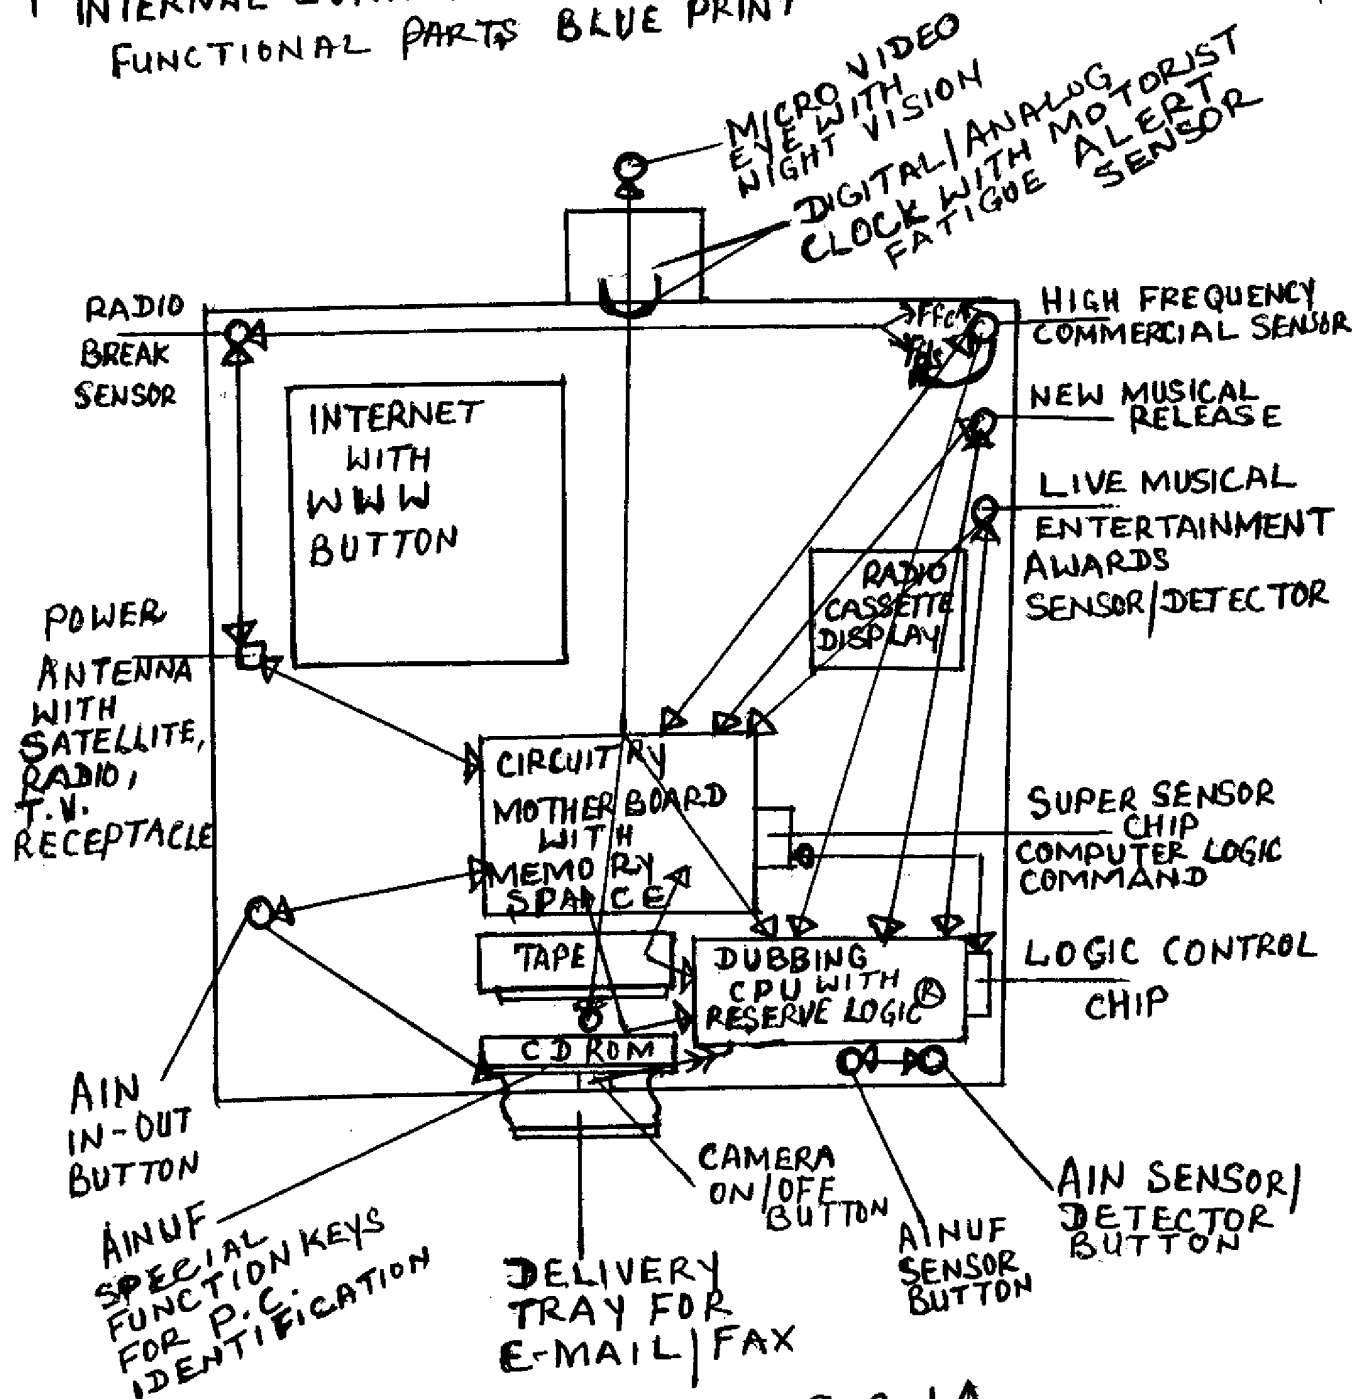 INTERNAL
FUNCTIONAL PARTS BLUE PRINT
MICRO VIDEO
EYE WITH
NIGHT VISION
DIGITAL/ANALOG
CLOCK WITH MOTORIST
FATIGUE ALERT
SENSOR
RADIO
BREAK
SENSOR
HIGH FREQUENCY
COMMERCIAL SENSOR
NEW MUSICAL
RELEASE
LIVE MUSICAL
ENTERTAINMENT
AWARDS
SENSOR/DETECTOR
INTERNET
WITH
WWW
BUTTON
RADIO
CASSETTE
DISPLAY
POWER
ANTENNA
WITH
SATELLITE,
RADIO,
T.V.
RECEPTACLE
CIRCUITRY
MOTHER BOARD
WITH
MEMORY
SPACE
SUPER SENSOR
CHIP
COMPUTER LOGIC
COMMAND
TAPE
DUBBING
CPU WITH
RESERVE LOGIC ®
LOGIC CONTROL
CHIP
CD ROM
AIN
IN-OUT
BUTTON
AINUF
SPECIAL
FUNCTION KEYS
FOR P.C.
IDENTIFICATION
CAMERA
ON/OFF
BUTTON
DELIVERY
TRAY FOR
E-MAIL/FAX
AINUF
SENSOR
BUTTON
AIN SENSOR/
DETECTOR
BUTTON